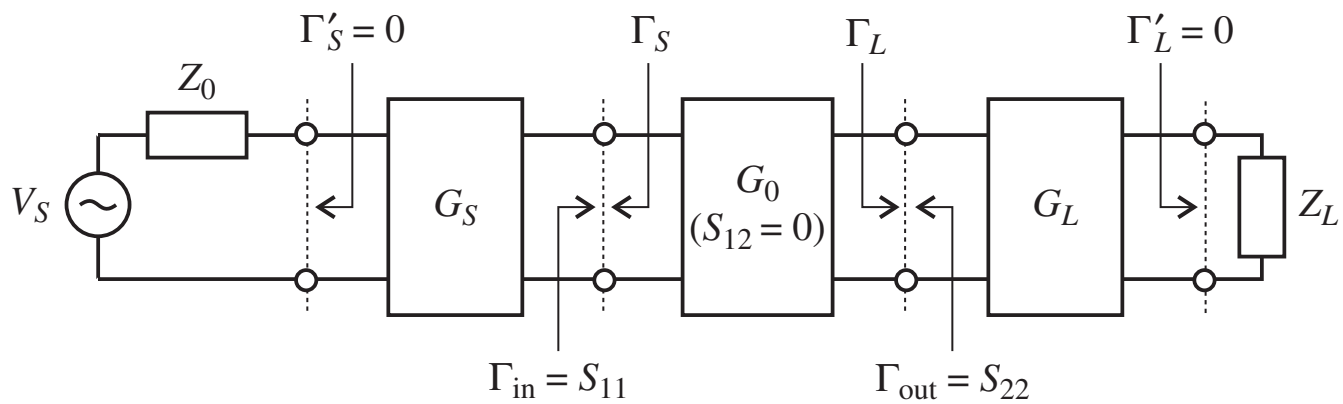 Γ′S = 0
ΓS
ΓL
Γ′L = 0
Z0
VS
GS
G0
(S12 = 0)
GL
ZL
Γin = S11
Γout = S22